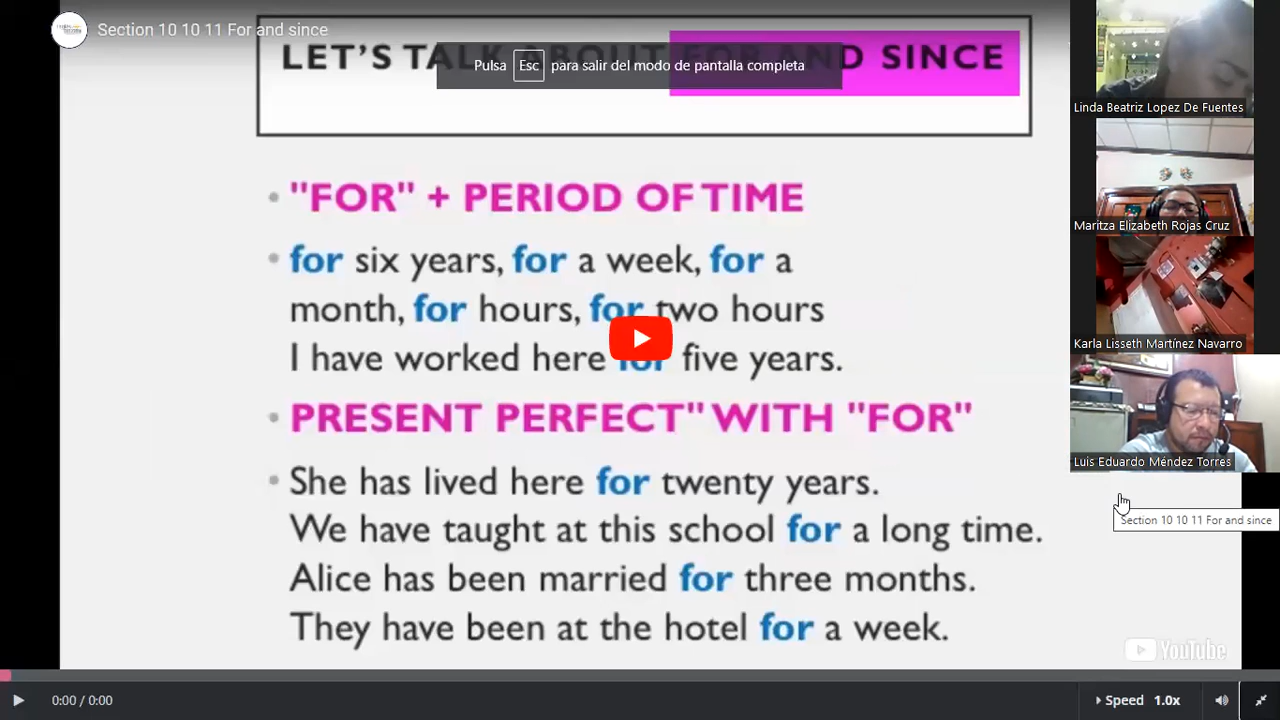 Section 10 10 11 For and since
LET'S TALK ABOUT FOR AND SINCE
Pulsa Esc para salir del modo de pantalla completa
"FOR" + PERIOD OF TIME
for six years, for a week, for a
month, for hours, for two hours
I have worked here for five years.
PRESENT PERFECT" WITH "FOR"
She has lived here for twenty years.
We have taught at this school for a long time.
Alice has been married for three months.
They have been at the hotel for a week.
Linda Beatriz Lopez De Fuentes
Maritza Elizabeth Rojas Cruz
Karla Lisseth Martínez Navarro
Luis Eduardo Méndez Torres
Section 10 10 11 For and since
YouTube
0:00 / 0:00
Speed 1.0x